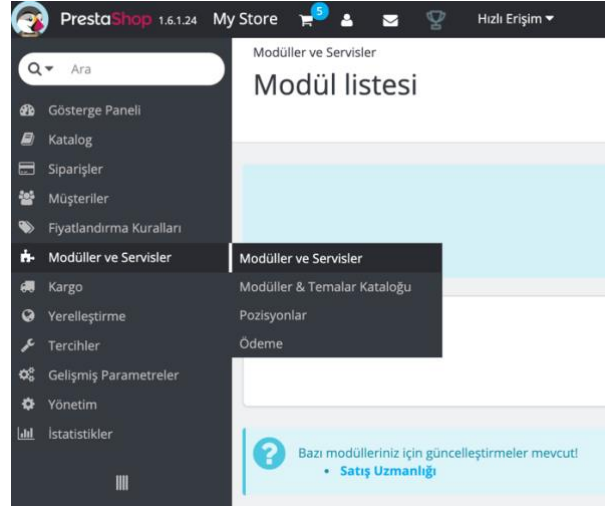 PrestaShop 1.6.1.24 My Store 5 Hızlı Erişim
Ara
Gösterge Paneli
Katalog
Siparişler
Müşteriler
Fiyatlandırma Kuralları
Modüller ve Servisler
Kargo
Yerelleştirme
Tercihler
Gelişmiş Parametreler
Yönetim
İstatistikler
Modüller ve Servisler
Modüller & Temalar Kataloğu
Pozisyonlar
Ödeme
Modüller ve Servisler
Modül listesi
Bazı modülleriniz için güncelleştirmeler mevcut!
Satış Uzmanlığı